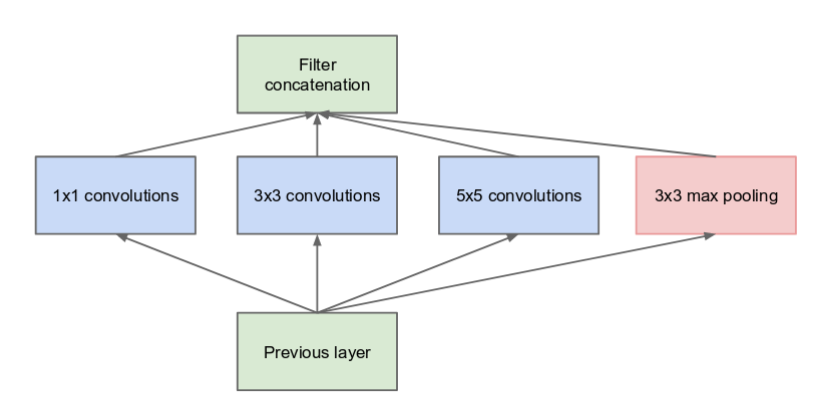 Filter
concatenation
1x1 convolutions
3x3 convolutions
5x5 convolutions
3x3 max pooling
Previous layer